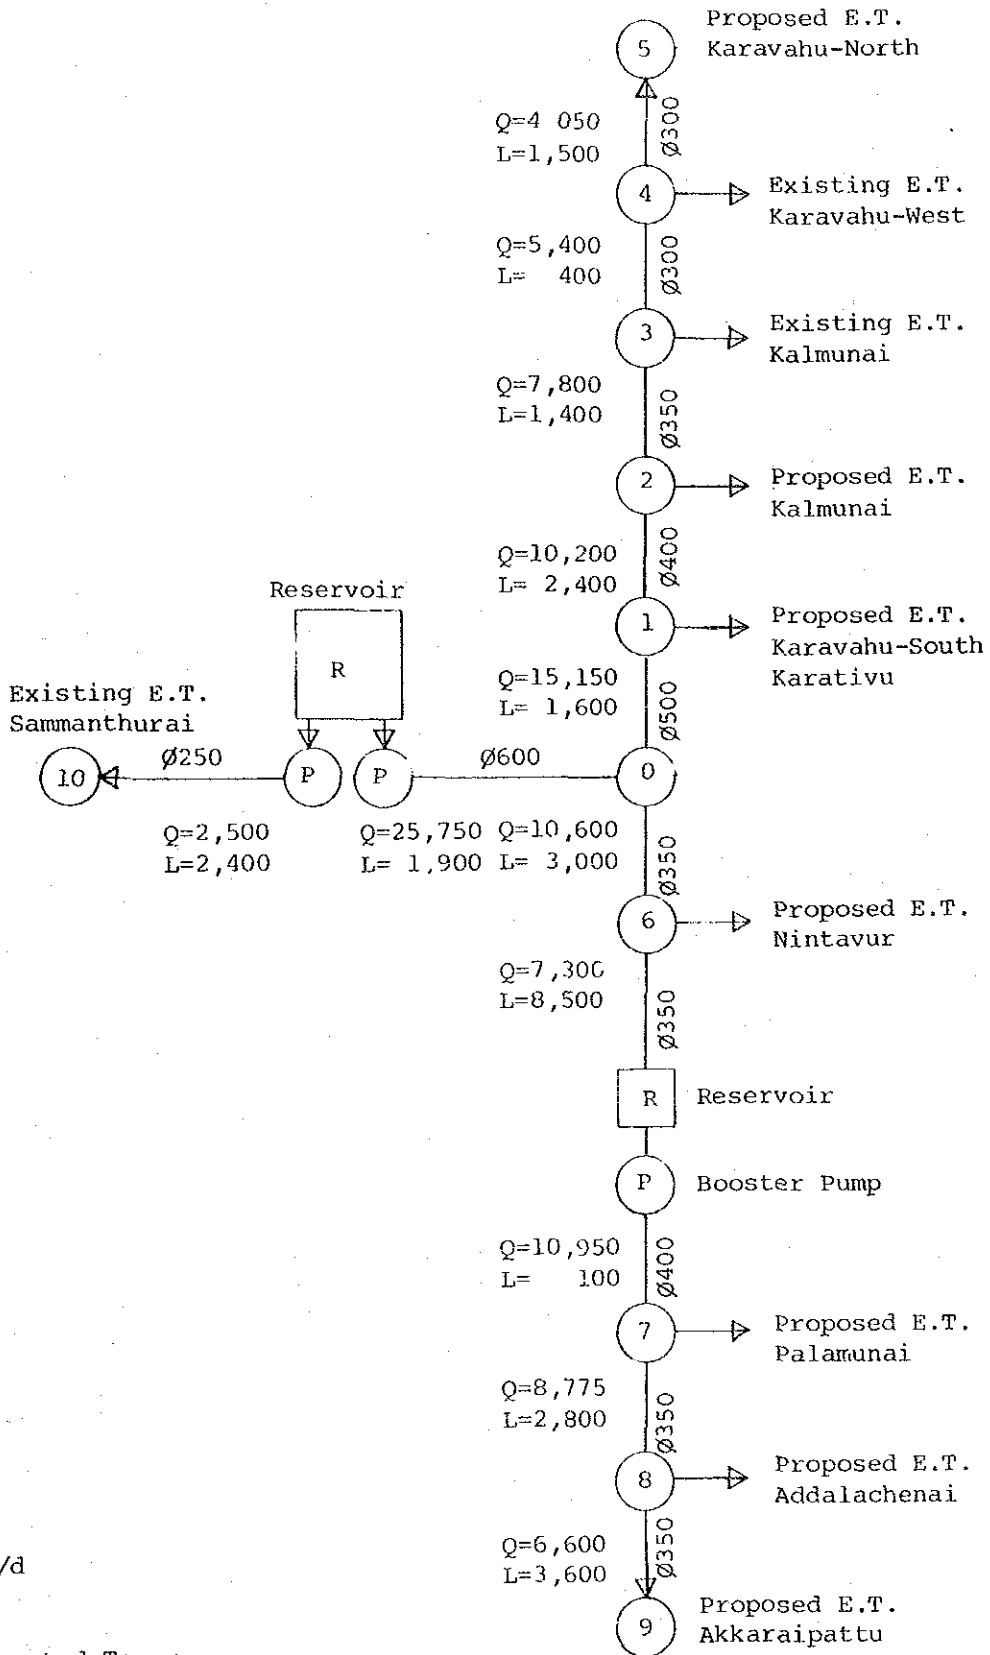 5
Proposed E.T.
Karavahu-North
Q=4 050
L=1,500
Ø300
4
Existing E.T.
Karavahu-West
Q=5,400
L= 400
Ø300
3
Existing E.T.
Kalmunai
Q=7,800
L=1,400
Ø350
2
Proposed E.T.
Kalmunai
Q=10,200
L= 2,400
Ø400
Reservoir
R
1
Proposed E.T.
Karavahu-South
Karativu
Q=15,150
L= 1,600
Ø500
Existing E.T.
Sammanthurai
10
Ø250
P
P
Ø600
0
Q=2,500
L=2,400
Q=25,750
L= 1,900
Q=10,600
L= 3,000
Ø350
6
Proposed E.T.
Nintavur
Q=7,300
L=8,500
Ø350
R
Reservoir
P
Booster Pump
Q=10,950
L= 100
Ø400
7
Proposed E.T.
Palamunai
Q=8,775
L=2,800
Ø350
8
Proposed E.T.
Addalachenai
Q=6,600
L=3,600
Ø350
/d
9
Proposed E.T.
Akkaraipattu